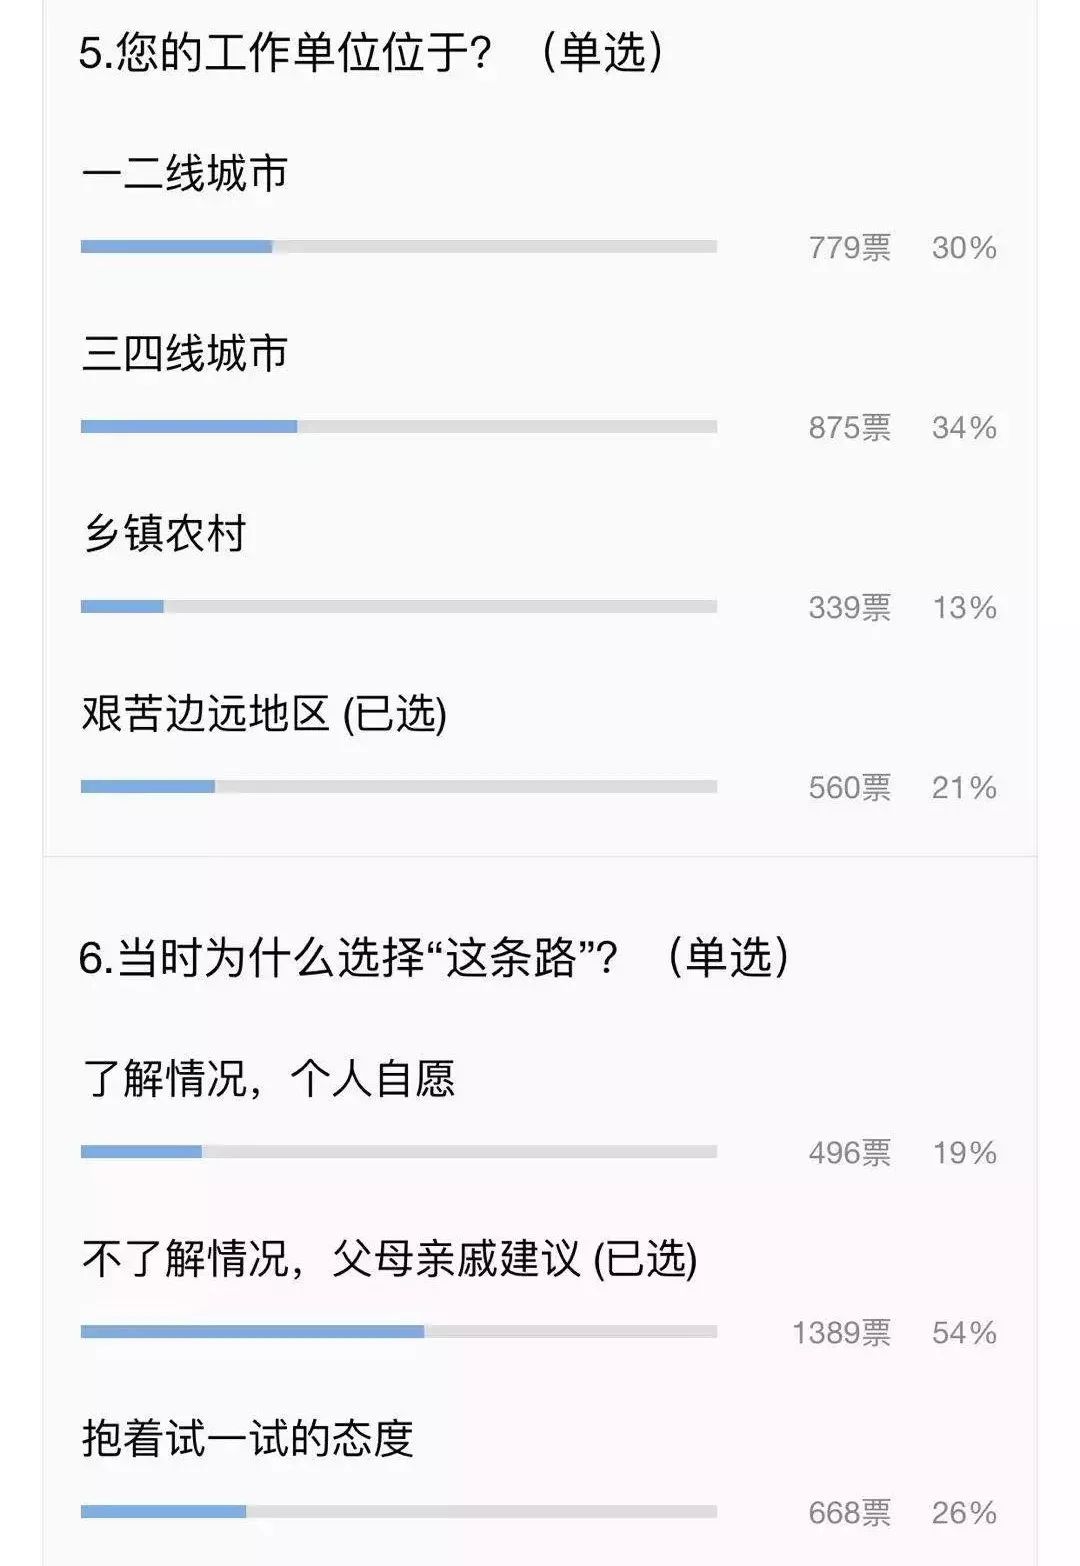 5.您的工作单位位于？（单选）
一二线城市
779票 30%
三四线城市
875票 34%
乡镇农村
339票 13%
艰苦边远地区 (已选)
560票 21%
6.当时为什么选择“这条路”？（单选）
了解情况，个人自愿
496票 19%
不了解情况，父母亲戚建议 (已选)
1389票 54%
抱着试一试的态度
668票 26%